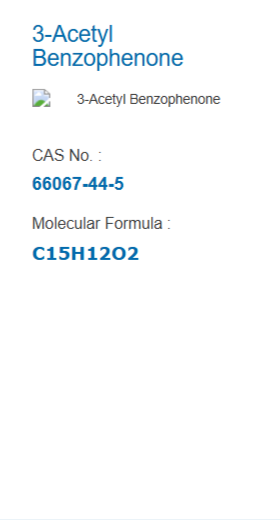 3-Acetyl
Benzophenone
3-Acetyl Benzophenone
CAS No. :
66067-44-5
Molecular Formula :
C15H12O2